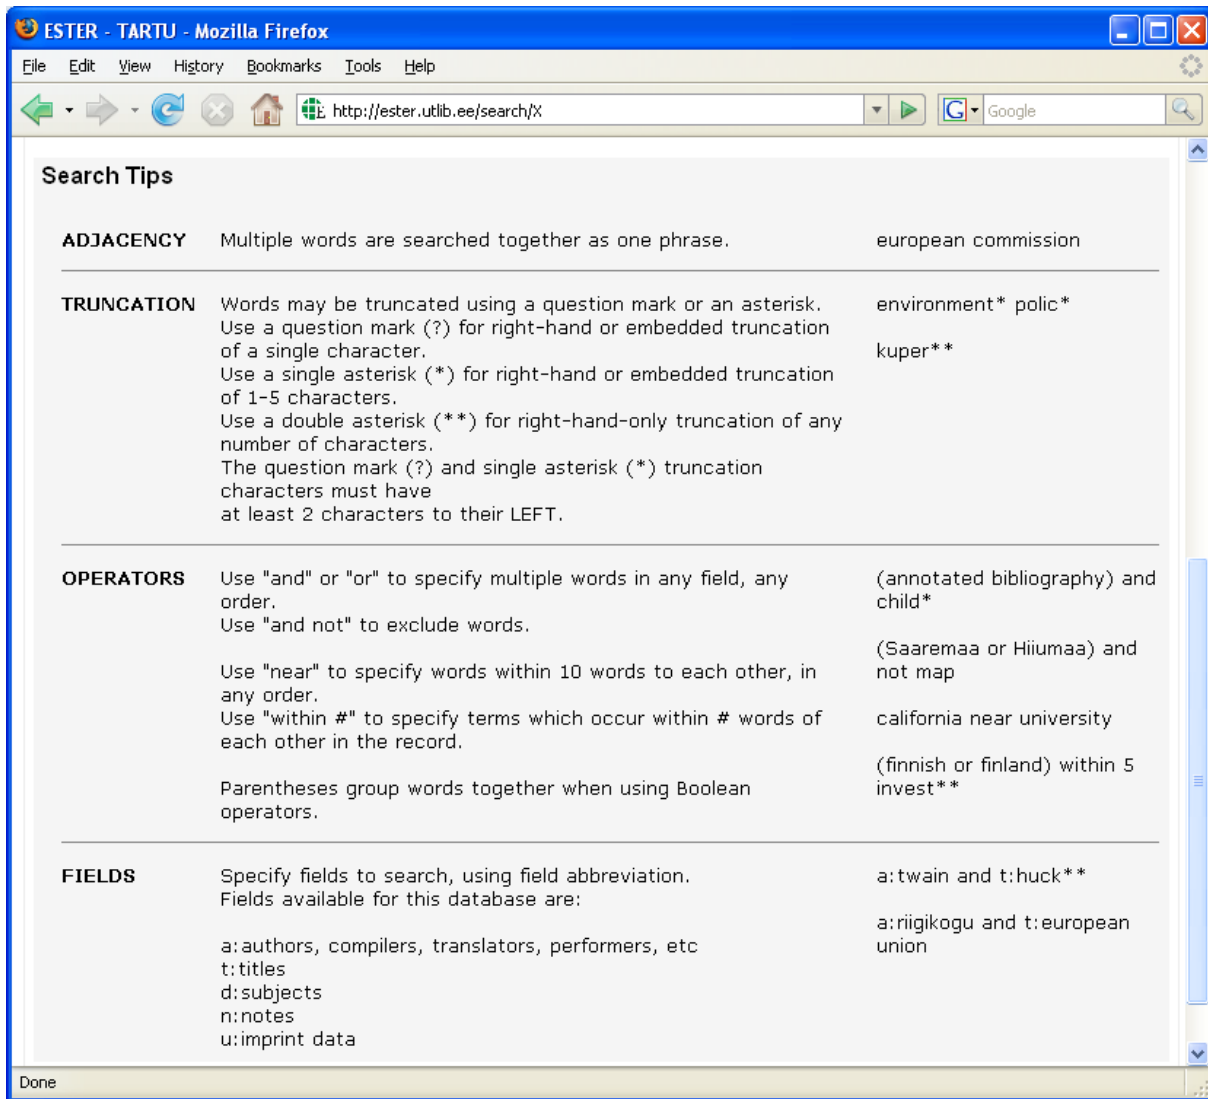 ESTER - TARTU - Mozilla Firefox
File Edit View History Bookmarks Tools Help
http://ester.utlib.ee/search/X
G Google
Search Tips
ADJACENCY Multiple words are searched together as one phrase. european commission
TRUNCATION Words may be truncated using a question mark or an asterisk. environment* polic*
Use a question mark (?) for right-hand or embedded truncation
of a single character. kuper**
Use a single asterisk (*) for right-hand or embedded truncation
of 1-5 characters.
Use a double asterisk (**) for right-hand-only truncation of any
number of characters.
The question mark (?) and single asterisk (*) truncation
characters must have
at least 2 characters to their LEFT.
OPERATORS Use "and" or "or" to specify multiple words in any field, any (annotated bibliography) and
order. child*
Use "and not" to exclude words.
(Saaremaa or Hiiumaa) and
Use "near" to specify words within 10 words to each other, in not map
any order.
Use "within #" to specify terms which occur within # words of california near university
each other in the record.
(finnish or finland) within 5
Parentheses group words together when using Boolean invest**
operators.
FIELDS Specify fields to search, using field abbreviation. a:twain and t:huck**
Fields available for this database are:
a:riigikogu and t:european
a:authors, compilers, translators, performers, etc union
t:titles
d:subjects
n:notes
u:imprint data
Done